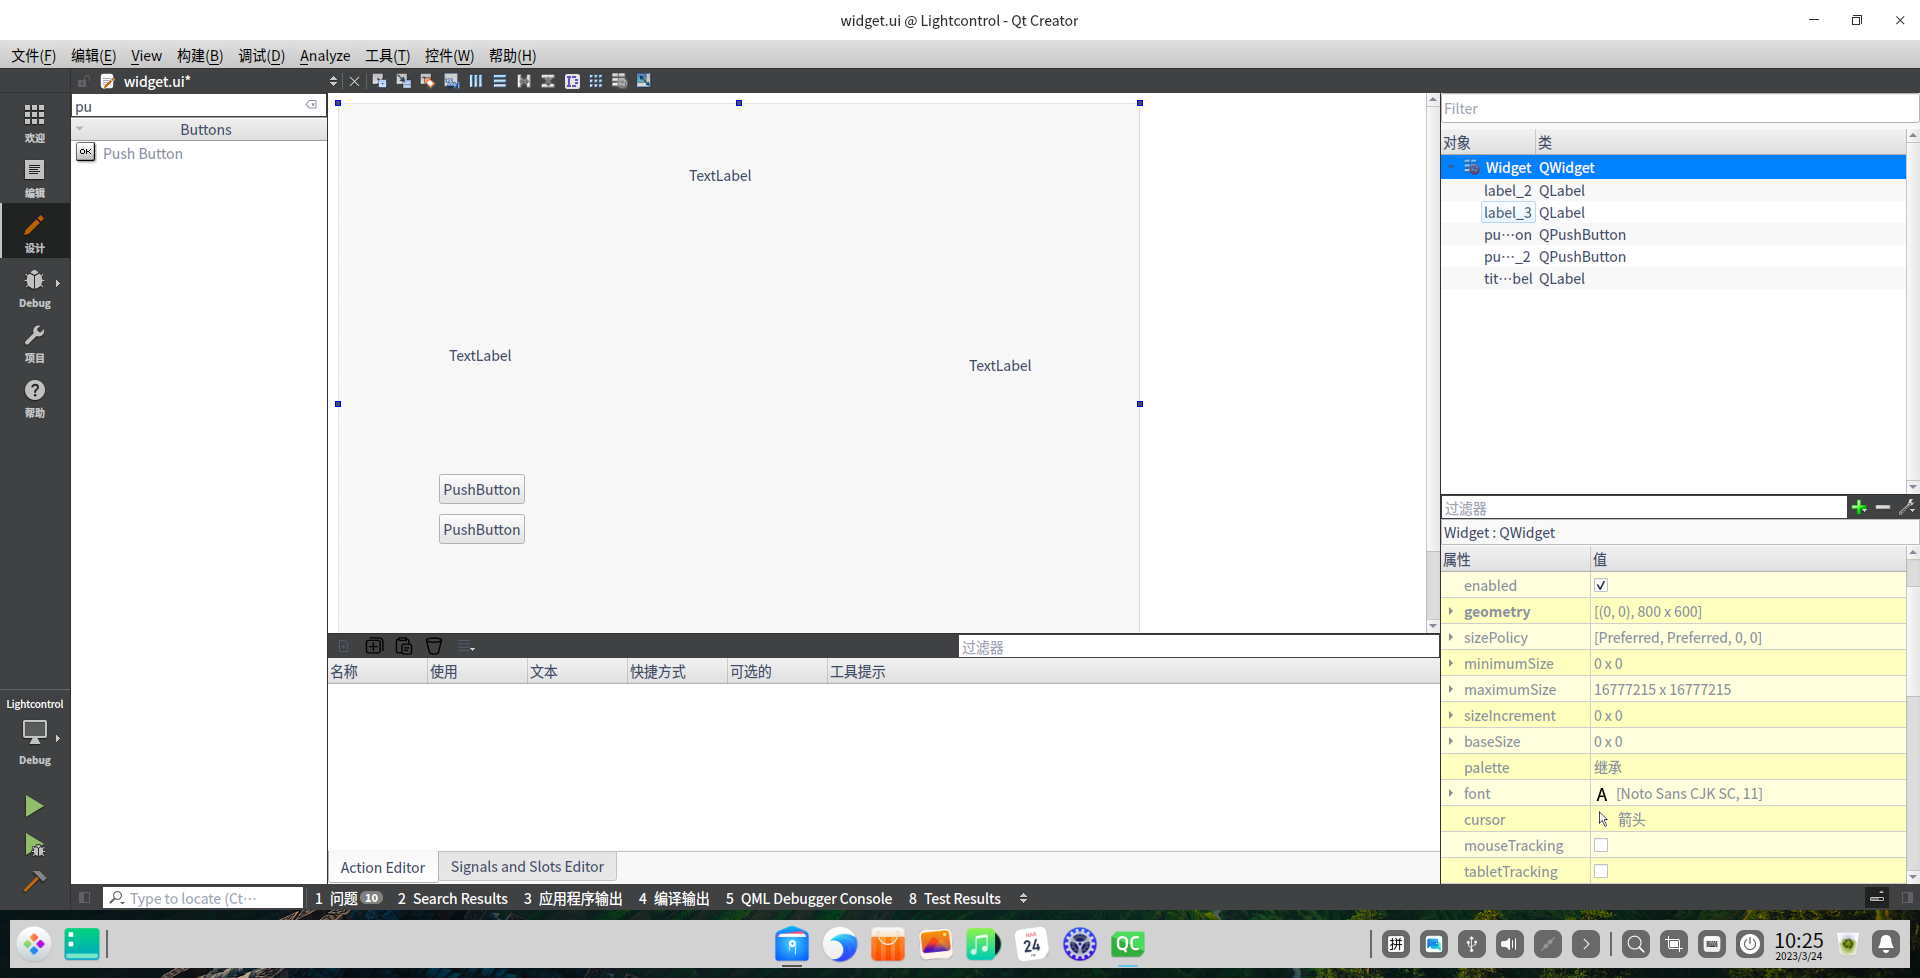 widget.ui @ Lightcontrol - Qt Creator
文件(F) 编辑(E) View 构建(B) 调试(D) Analyze 工具(T) 控件(W) 帮助(H)
widget.ui*
欢迎
编辑
设计
Debug
项目
帮助
Lightcontrol
Debug
pu
Buttons
OK Push Button
TextLabel
TextLabel
TextLabel
PushButton
PushButton
过滤器
名称 使用 文本 快捷方式 可选的 工具提示
Action Editor Signals and Slots Editor
Filter
对象 类
Widget QWidget
label_2 QLabel
label_3 QLabel
pu···on QPushButton
pu···_2 QPushButton
tit···bel QLabel
过滤器
Widget : QWidget
属性 值
enabled
geometry [(0, 0), 800 x 600]
sizePolicy [Preferred, Preferred, 0, 0]
minimumSize 0 x 0
maximumSize 16777215 x 16777215
sizeIncrement 0 x 0
baseSize 0 x 0
palette 继承
font A [Noto Sans CJK SC, 11]
cursor 箭头
mouseTracking
tabletTracking
Type to locate (Ct··· 1 问题 10 2 Search Results 3 应用程序输出 4 编译输出 5 QML Debugger Console 8 Test Results
MAR 24
QC
拼
10:25
2023/3/24